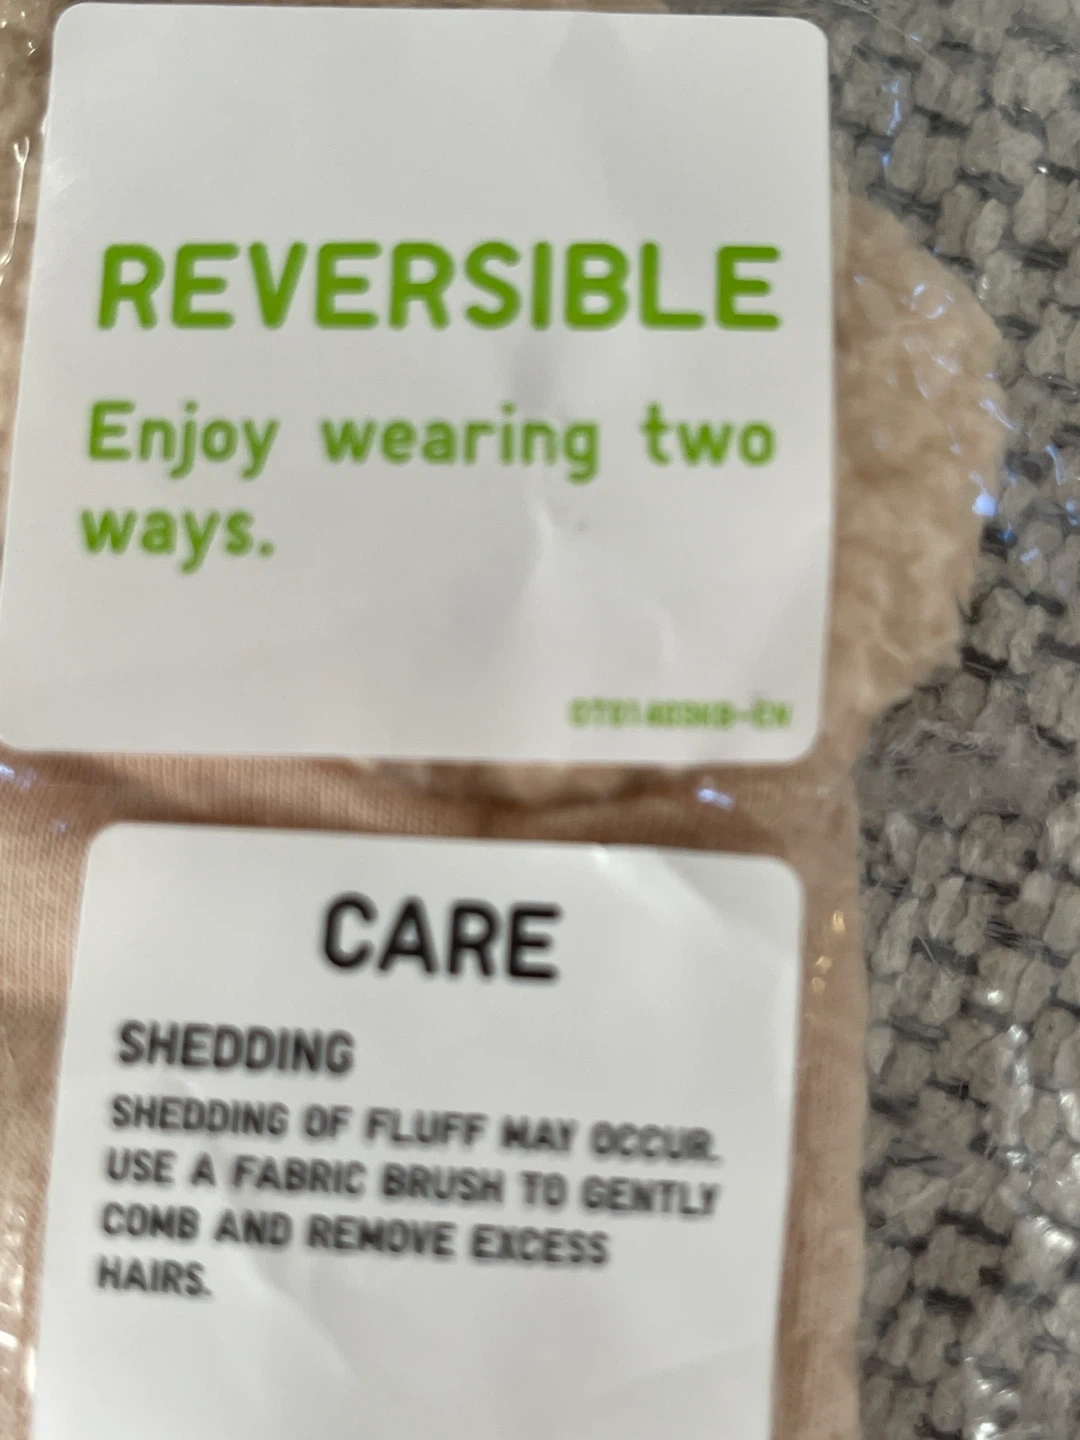 REVERSIBLE
Enjoy wearing two
ways.
CARE
SHEDDING
SHEDDING OF FLUFF MAY OCCUR.
USE A FABRIC BRUSH TO GENTLY
COMB AND REMOVE EXCESS
HAIRS.